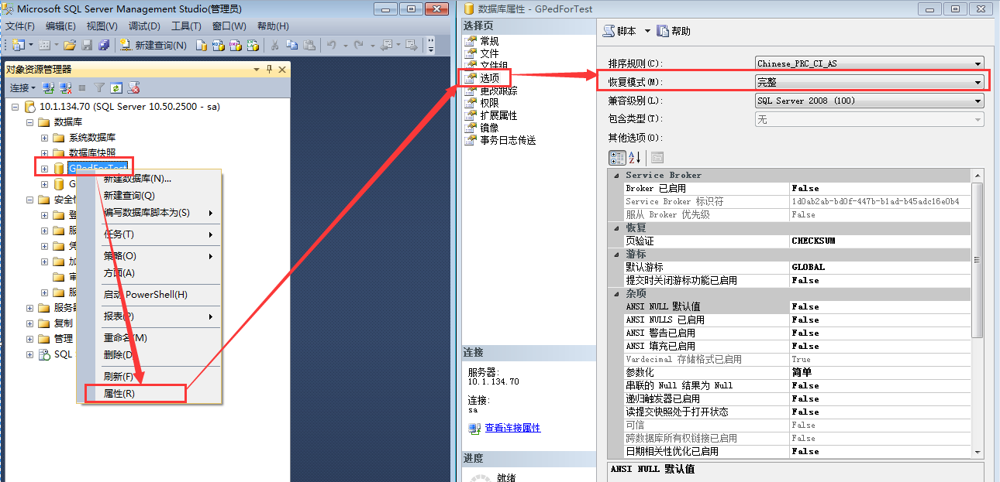 Microsoft SQL Server Management Studio(管理员)
文件(F) 编辑(E) 视图(V) 调试(D) 工具(T) 窗口(W) 帮助(H)
新建查询(N)
对象资源管理器
连接
10.1.134.70 (SQL Server 10.50.2500 - sa)
数据库
系统数据库
数据库快照
GPedForTest
G
安全
登
服
凭
加
审
服
服务器
复制
管理
SQL
新建数据库(N)...
新建查询(Q)
编写数据库脚本为(S)
任务(T)
策略(O)
方面(A)
启动 PowerShell(H)
报表(P)
重命名(M)
删除(D)
刷新(F)
属性(R)
数据库属性 - GPedForTest
选择页
常规
文件
文件组
选项
更改跟踪
权限
扩展属性
镜像
事务日志传送
连接
服务器:
10.1.134.70
连接:
sa
查看连接属性
进度
就绪
脚本 帮助
排序规则(C): Chinese_PRC_CI_AS
恢复模式(M): 完整
兼容级别(L): SQL Server 2008 (100)
包含类型(T): 无
其他选项(O):
Service Broker
Broker 已启用 False
Service Broker 标识符 1d0ab2ab-bd0f-447b-b1ad-b45adc16e0b4
服从 Broker 优先级 False
恢复
页验证 CHECKSUM
游标
默认游标 GLOBAL
提交时关闭游标功能已启用 False
杂项
ANSI NULL 默认值 False
ANSI NULLS 已启用 False
ANSI 警告已启用 False
ANSI 填充已启用 False
Vardecimal 存储格式已启用 True
参数化 简单
串联的 Null 结果为 Null False
递归触发器已启用 False
读提交快照处于打开状态 False
可信 False
跨数据库所有权链接已启用 False
日期相关性优化已启用 False
ANSI NULL 默认值